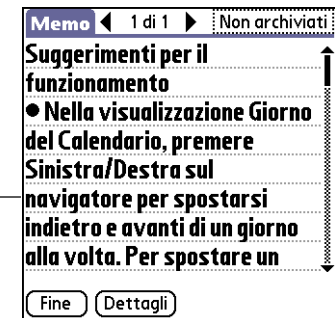 Memo 1 di 1 Non archiviati
Suggerimenti per il
funzionamento
● Nella visualizzazione Giorno
del Calendario, premere
Sinistra/Destra sul
navigatore per spostarsi
indietro e avanti di un giorno
alla volta. Per spostare un
Fine Dettagli